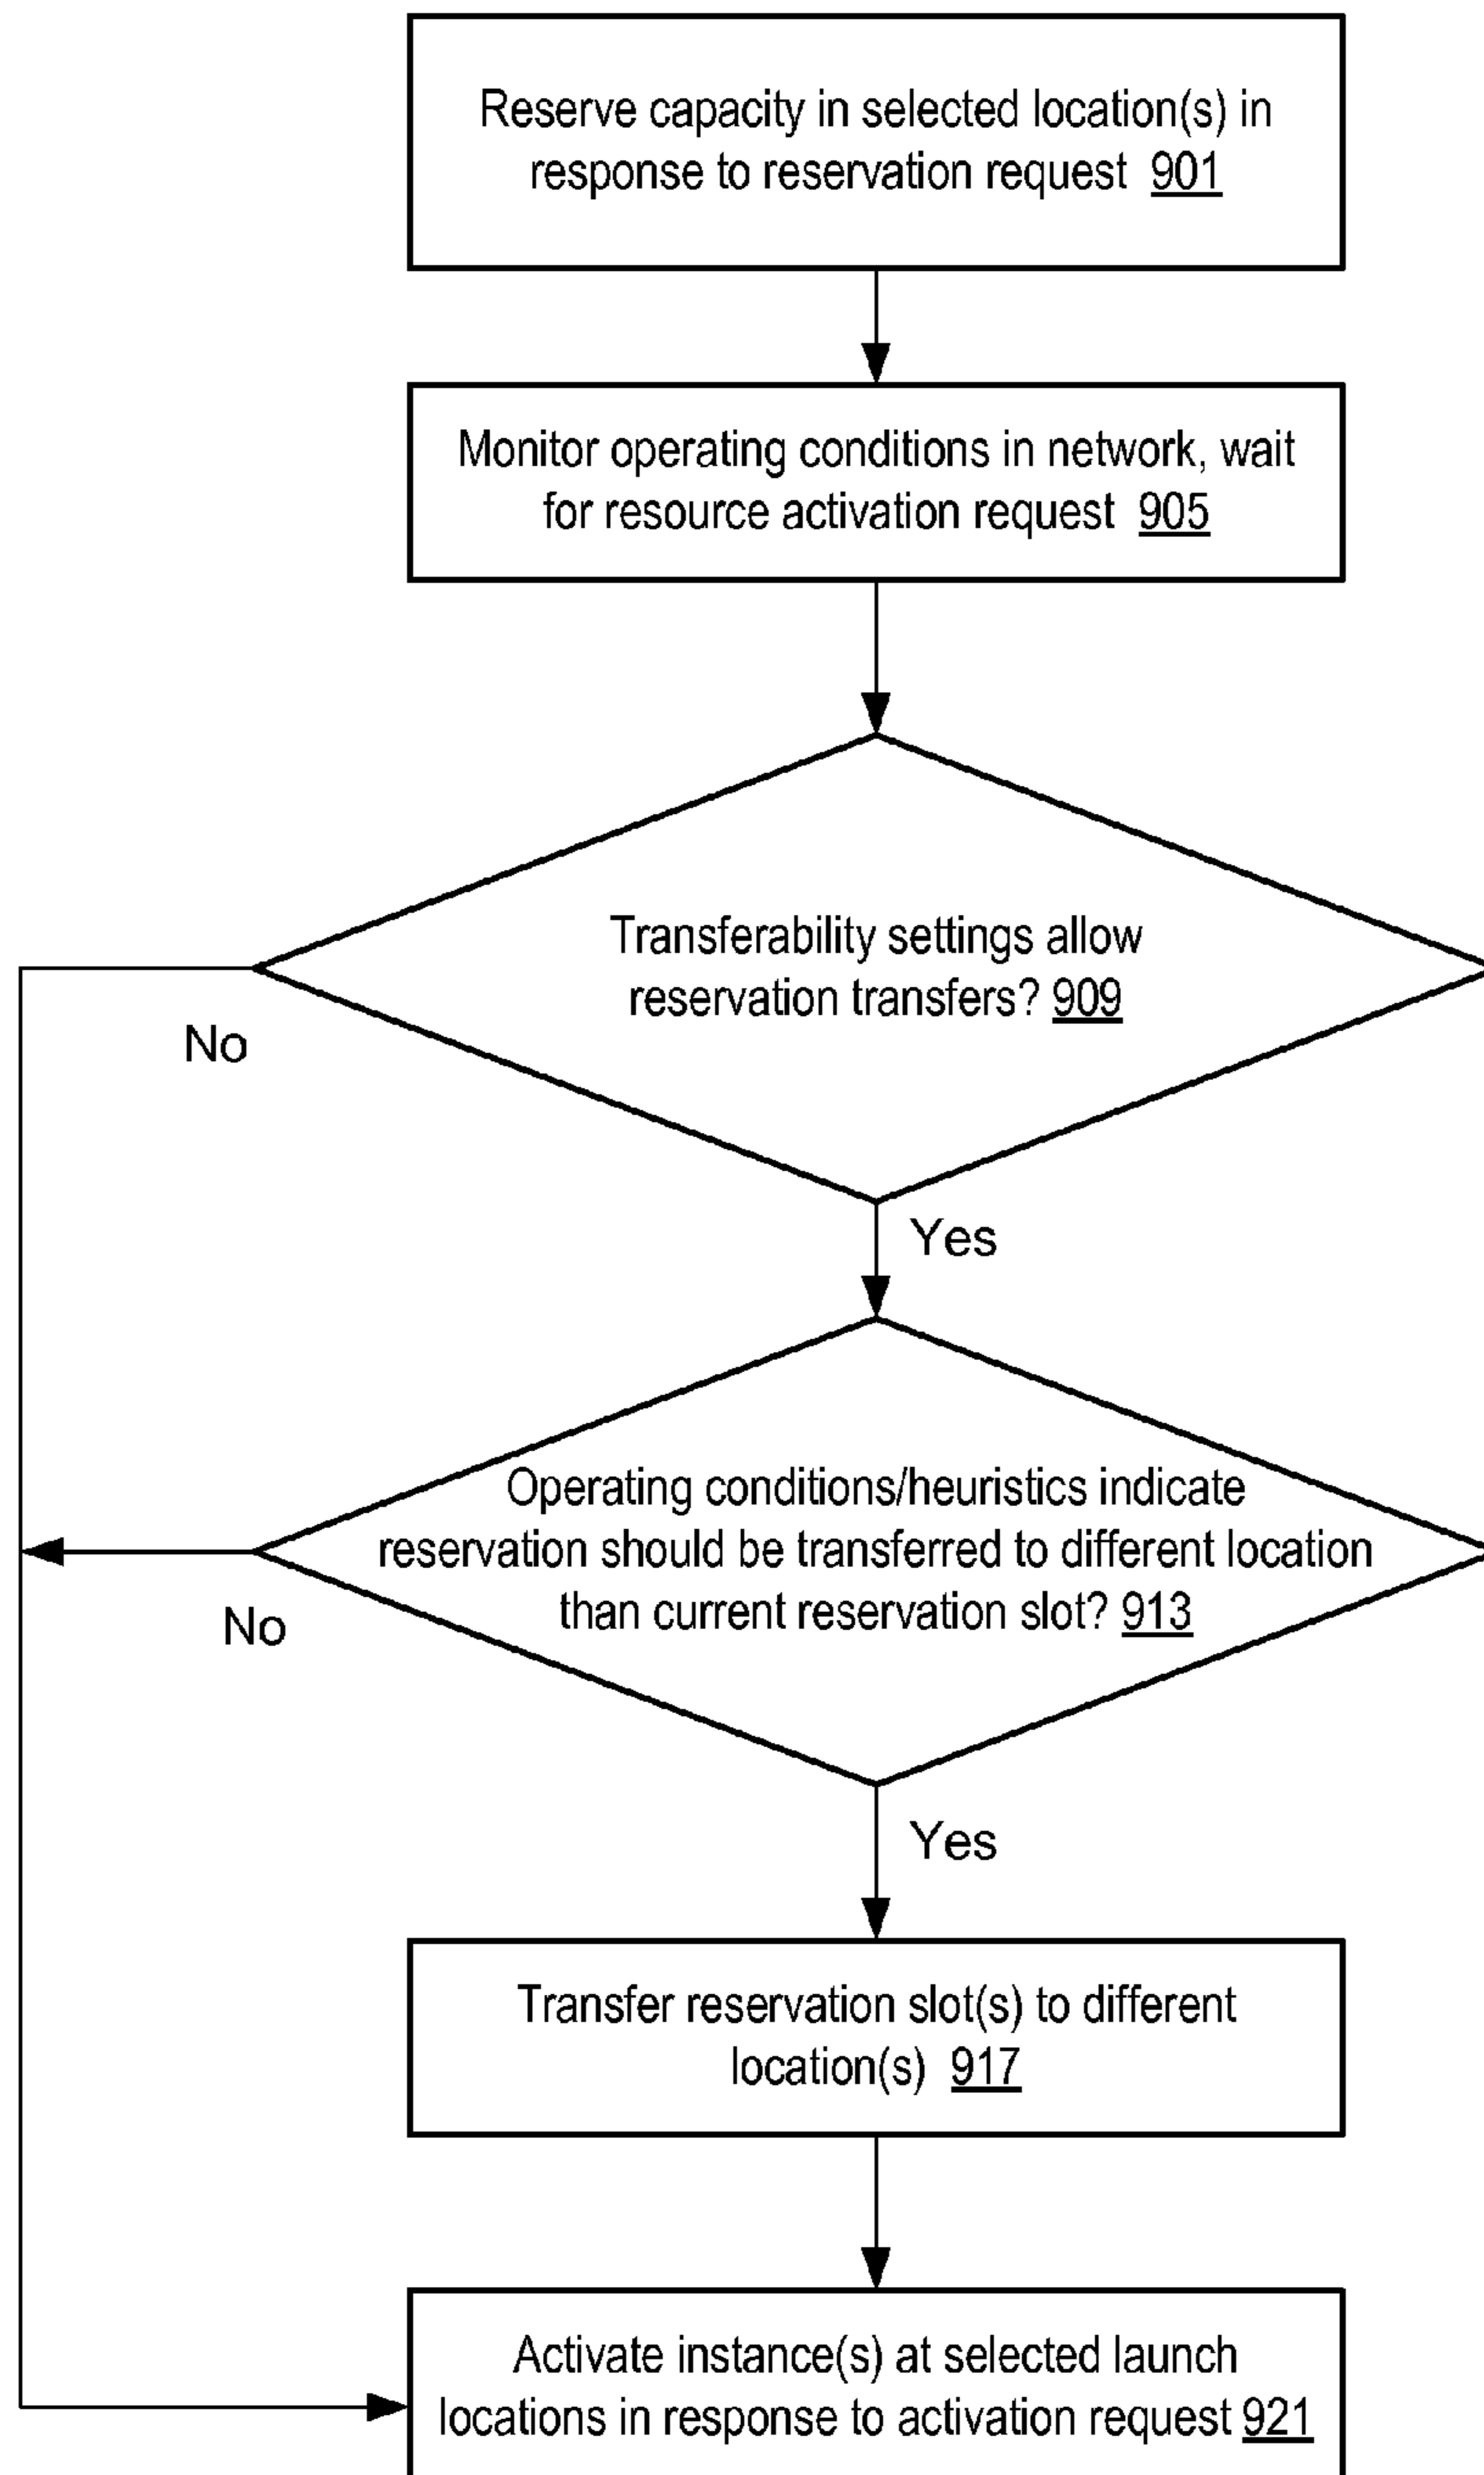 Reserve capacity in selected location(s) in
response to reservation request 901
Monitor operating conditions in network, wait
for resource activation request 905
Transferability settings allow
reservation transfers? 909
No
Yes
Operating conditions/heuristics indicate
reservation should be transferred to different location
than current reservation slot? 913
No
Yes
Transfer reservation slot(s) to different
location(s) 917
Activate instance(s) at selected launch
locations in response to activation request 921